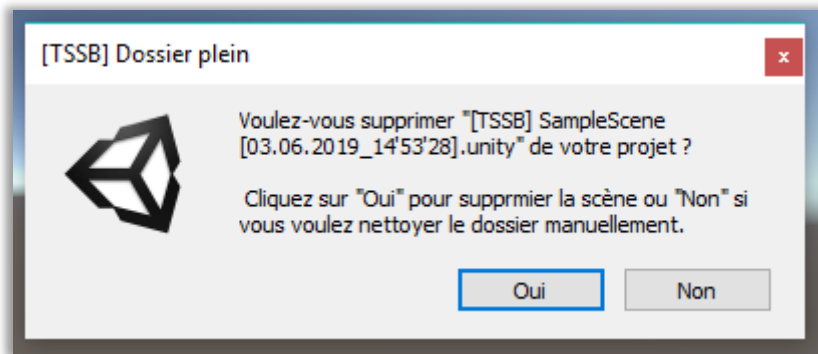 [TSSB] Dossier plein
x
Voulez-vous supprimer "[TSSB] SampleScene
[03.06.2019_14'53'28].unity" de votre projet ?
Cliquez sur "Oui" pour supprmier la scène ou "Non" si
vous voulez nettoyer le dossier manuellement.
Oui
Non